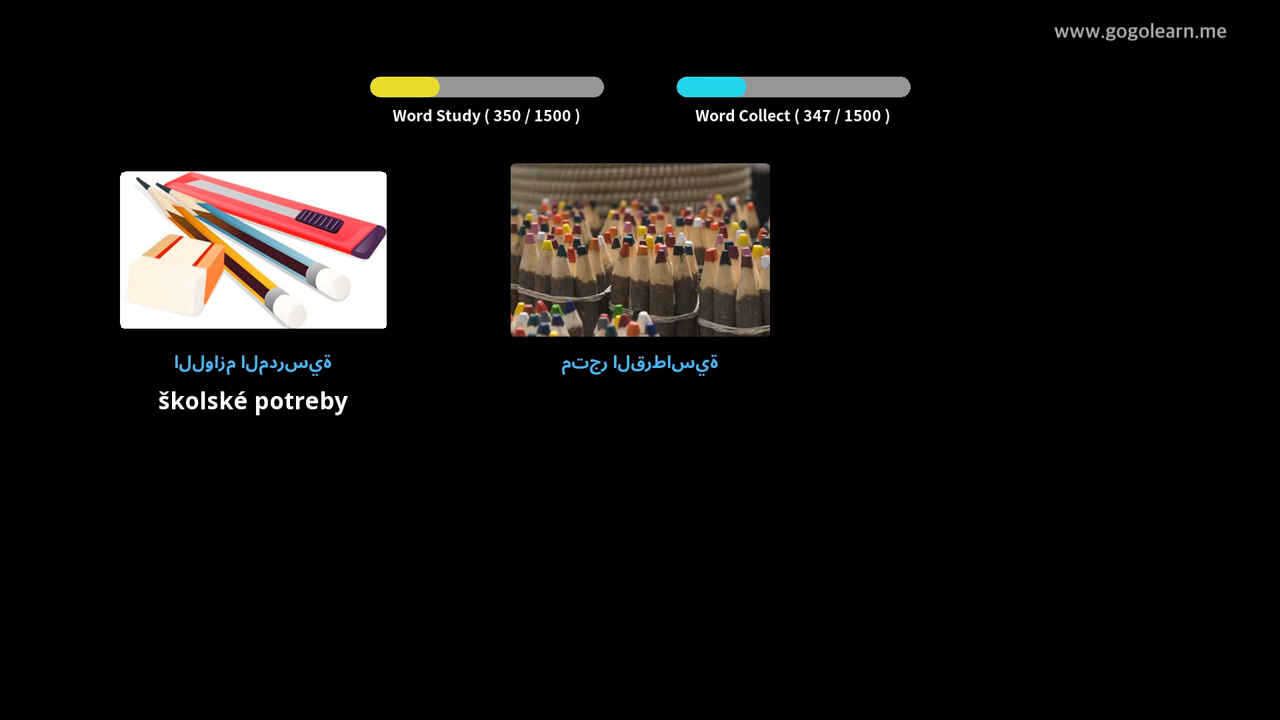 www.gogolearn.me
Word Study ( 350 / 1500 )
Word Collect ( 347 / 1500 )
اللوازم المدرسية
školské potreby
متجر القرطاسية